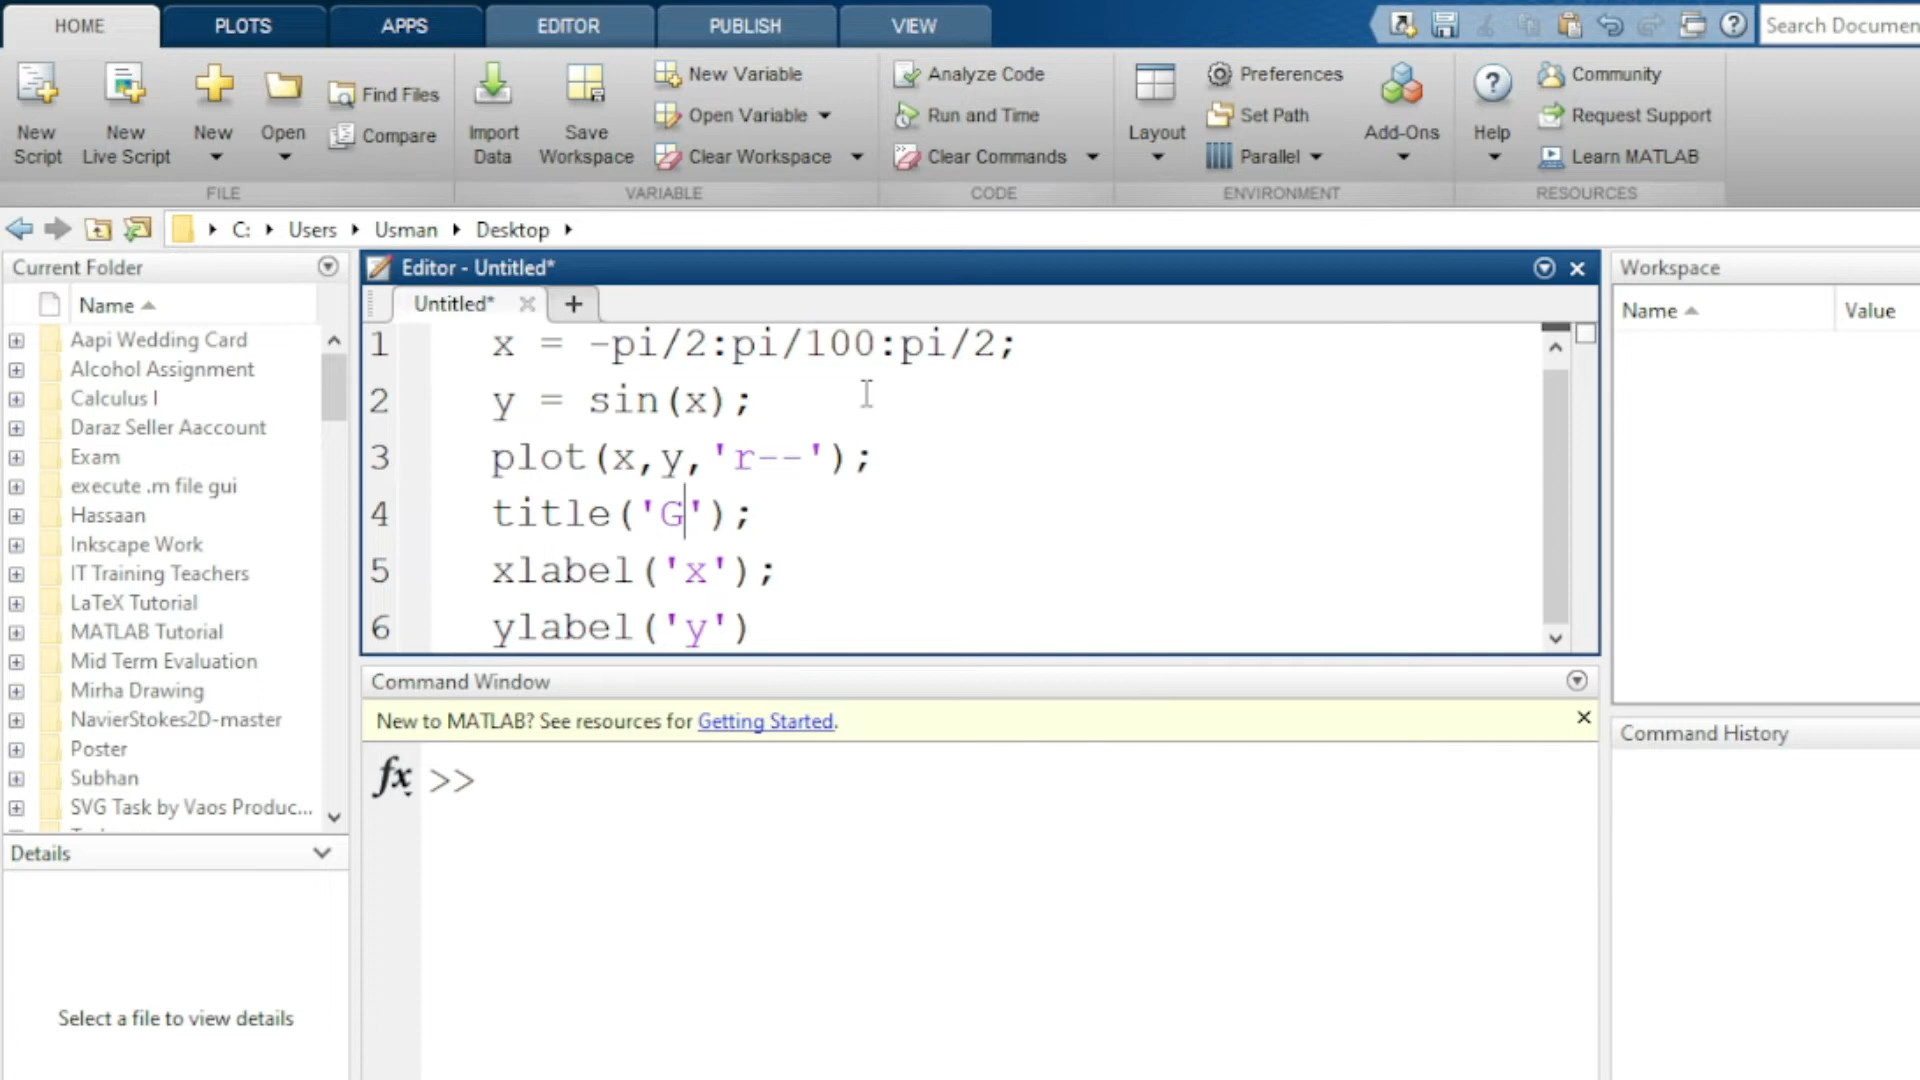 HOME PLOTS APPS EDITOR PUBLISH VIEW
Search Documen
New Script
New Live Script
New
Open
Find Files
Compare
FILE
Import Data
Save Workspace
New Variable
Open Variable
Clear Workspace
VARIABLE
Analyze Code
Run and Time
Clear Commands
CODE
Layout
Preferences
Set Path
Parallel
Add-Ons
ENVIRONMENT
Help
Community
Request Support
Learn MATLAB
RESOURCES
C: Users Usman Desktop
Current Folder
Name
Aapi Wedding Card
Alcohol Assignment
Calculus I
Daraz Seller Aaccount
Exam
execute .m file gui
Hassaan
Inkscape Work
IT Training Teachers
LaTeX Tutorial
MATLAB Tutorial
Mid Term Evaluation
Mirha Drawing
NavierStokes2D-master
Poster
Subhan
SVG Task by Vaos Produc...
Details
Select a file to view details
Editor - Untitled*
Untitled*
1 x = -pi/2:pi/100:pi/2;
2 y = sin(x);
3 plot(x,y,'r--');
4 title('G');
5 xlabel('x');
6 ylabel('y')
Command Window
New to MATLAB? See resources for Getting Started.
fx >>
Workspace
Name Value
Command History